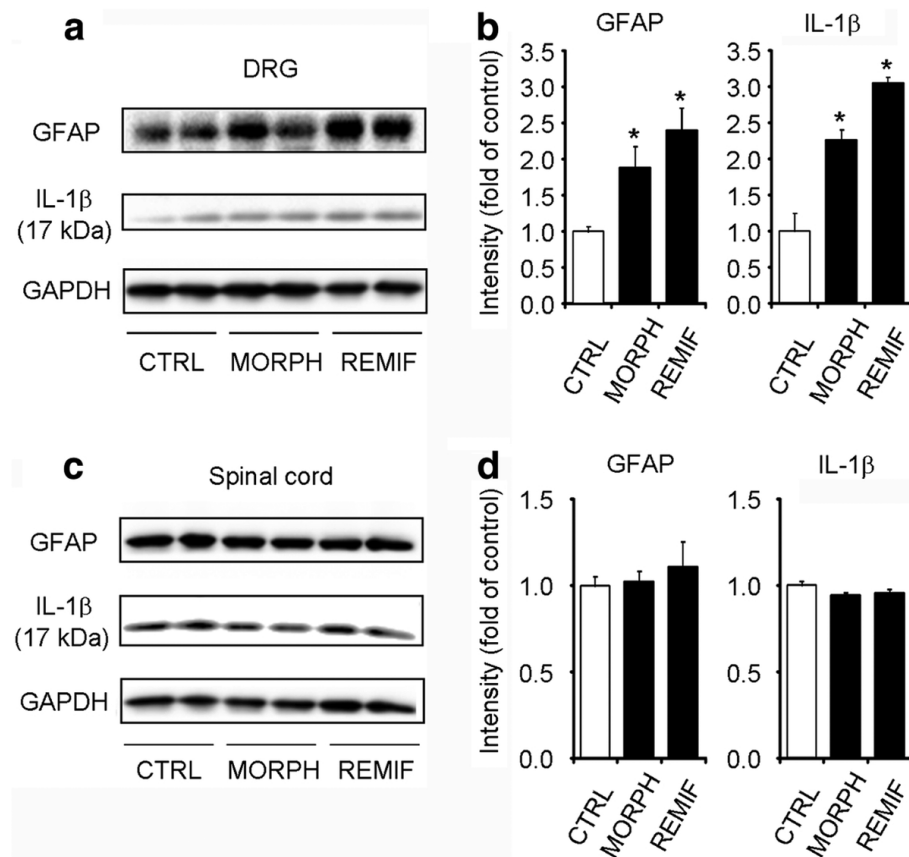 a
DRG
GFAP
IL-1β
(17 kDa)
GAPDH
CTRL MORPH REMIF
b
GFAP IL-1β
Intensity (fold of control)
3.5
3.0
2.5
2.0
1.5
1.0
0.5
0.0
* *
CTRL
MORPH
REMIF
3.5
3.0
2.5
2.0
1.5
1.0
0.5
0.0
* *
CTRL
MORPH
REMIF
c
Spinal cord
GFAP
IL-1β
(17 kDa)
GAPDH
CTRL MORPH REMIF
d
GFAP IL-1β
Intensity (fold of control)
1.5
1.0
0.5
0.0
CTRL
MORPH
REMIF
1.5
1.0
0.5
0.0
CTRL
MORPH
REMIF